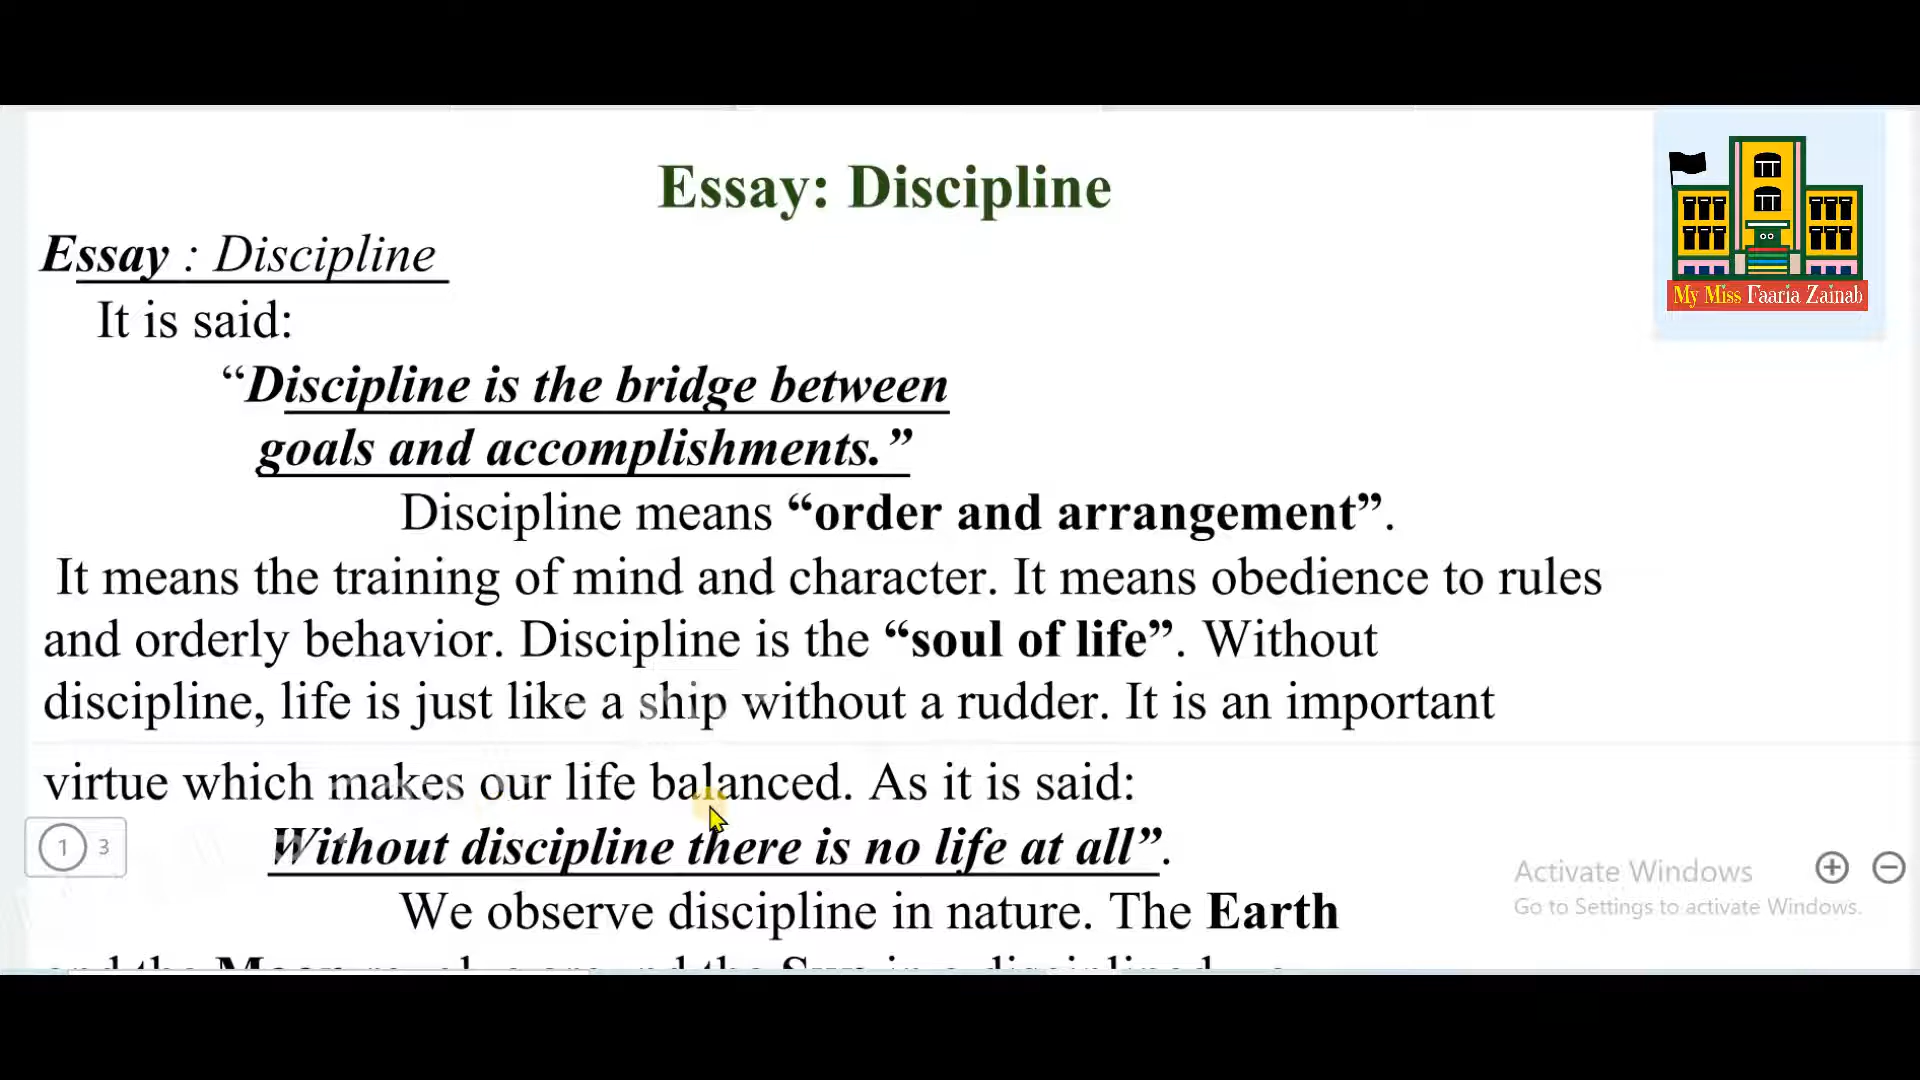 Essay: Discipline
Essay : Discipline
It is said:
“Discipline is the bridge between
goals and accomplishments.”
Discipline means “order and arrangement”.
It means the training of mind and character. It means obedience to rules
and orderly behavior. Discipline is the “soul of life”. Without
discipline, life is just like a ship without a rudder. It is an important
virtue which makes our life balanced. As it is said:
Without discipline there is no life at all”.
We observe discipline in nature. The Earth
and the Moon
My Miss Faaria Zainab
1 3
Activate Windows
Go to Settings to activate Windows.